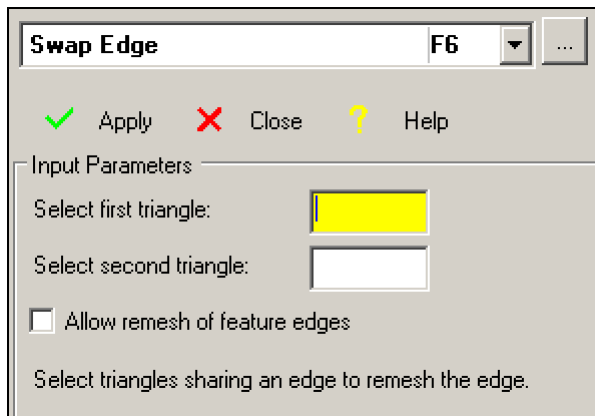 Swap Edge F6 ...
? Apply Close Help
Input Parameters
Select first triangle:
Select second triangle:
Allow remesh of feature edges
Select triangles sharing an edge to remesh the edge.